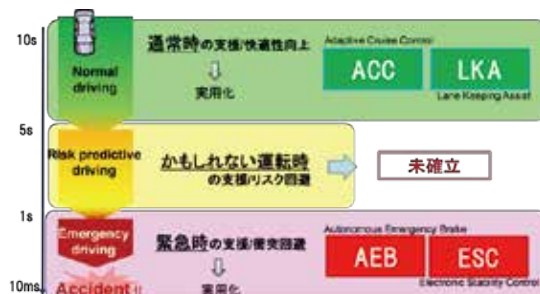 10s
通常時の支援/快適性向上
Adaptive Cruise Control
ACC
LKA
Normal
driving
実用化
Lane Keeping Assist
5s
Risk predictive
driving
かもしれない運転時
の支援/リスク回避
未確立
1s
Emergency
driving
緊急時の支援/衝突回避
Autonomous Emergency Brake
AEB
ESC
10ms
Accident !!
実用化
Electronic Stability Control